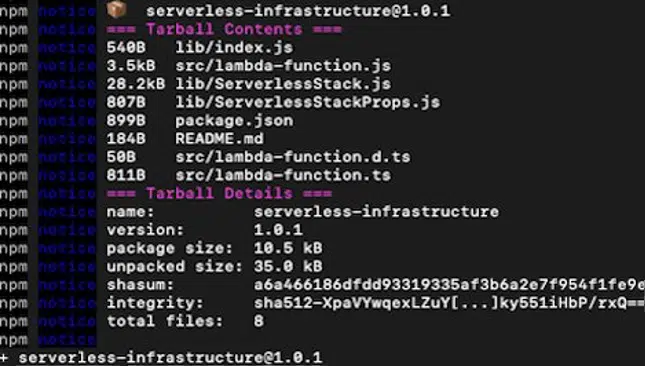 npm notice 📦 serverless-infrastructure@1.0.1
npm notice === Tarball Contents ===
npm notice 540B lib/index.js
npm notice 3.5kB src/lambda-function.js
npm notice 28.2kB lib/ServerlessStack.js
npm notice 807B lib/ServerlessStackProps.js
npm notice 899B package.json
npm notice 184B README.md
npm notice 50B src/lambda-function.d.ts
npm notice 811B src/lambda-function.ts
npm notice === Tarball Details ===
npm notice name: serverless-infrastructure
npm notice version: 1.0.1
npm notice package size: 10.5 kB
npm notice unpacked size: 35.0 kB
npm notice shasum: a6a466186dfdd93319335af3b6a2e7f954f1fe9e
npm notice integrity: sha512-XpaVYwqexLZuY[...]ky551iHbP/rxQ==
npm notice total files: 8
npm notice
+ serverless-infrastructure@1.0.1